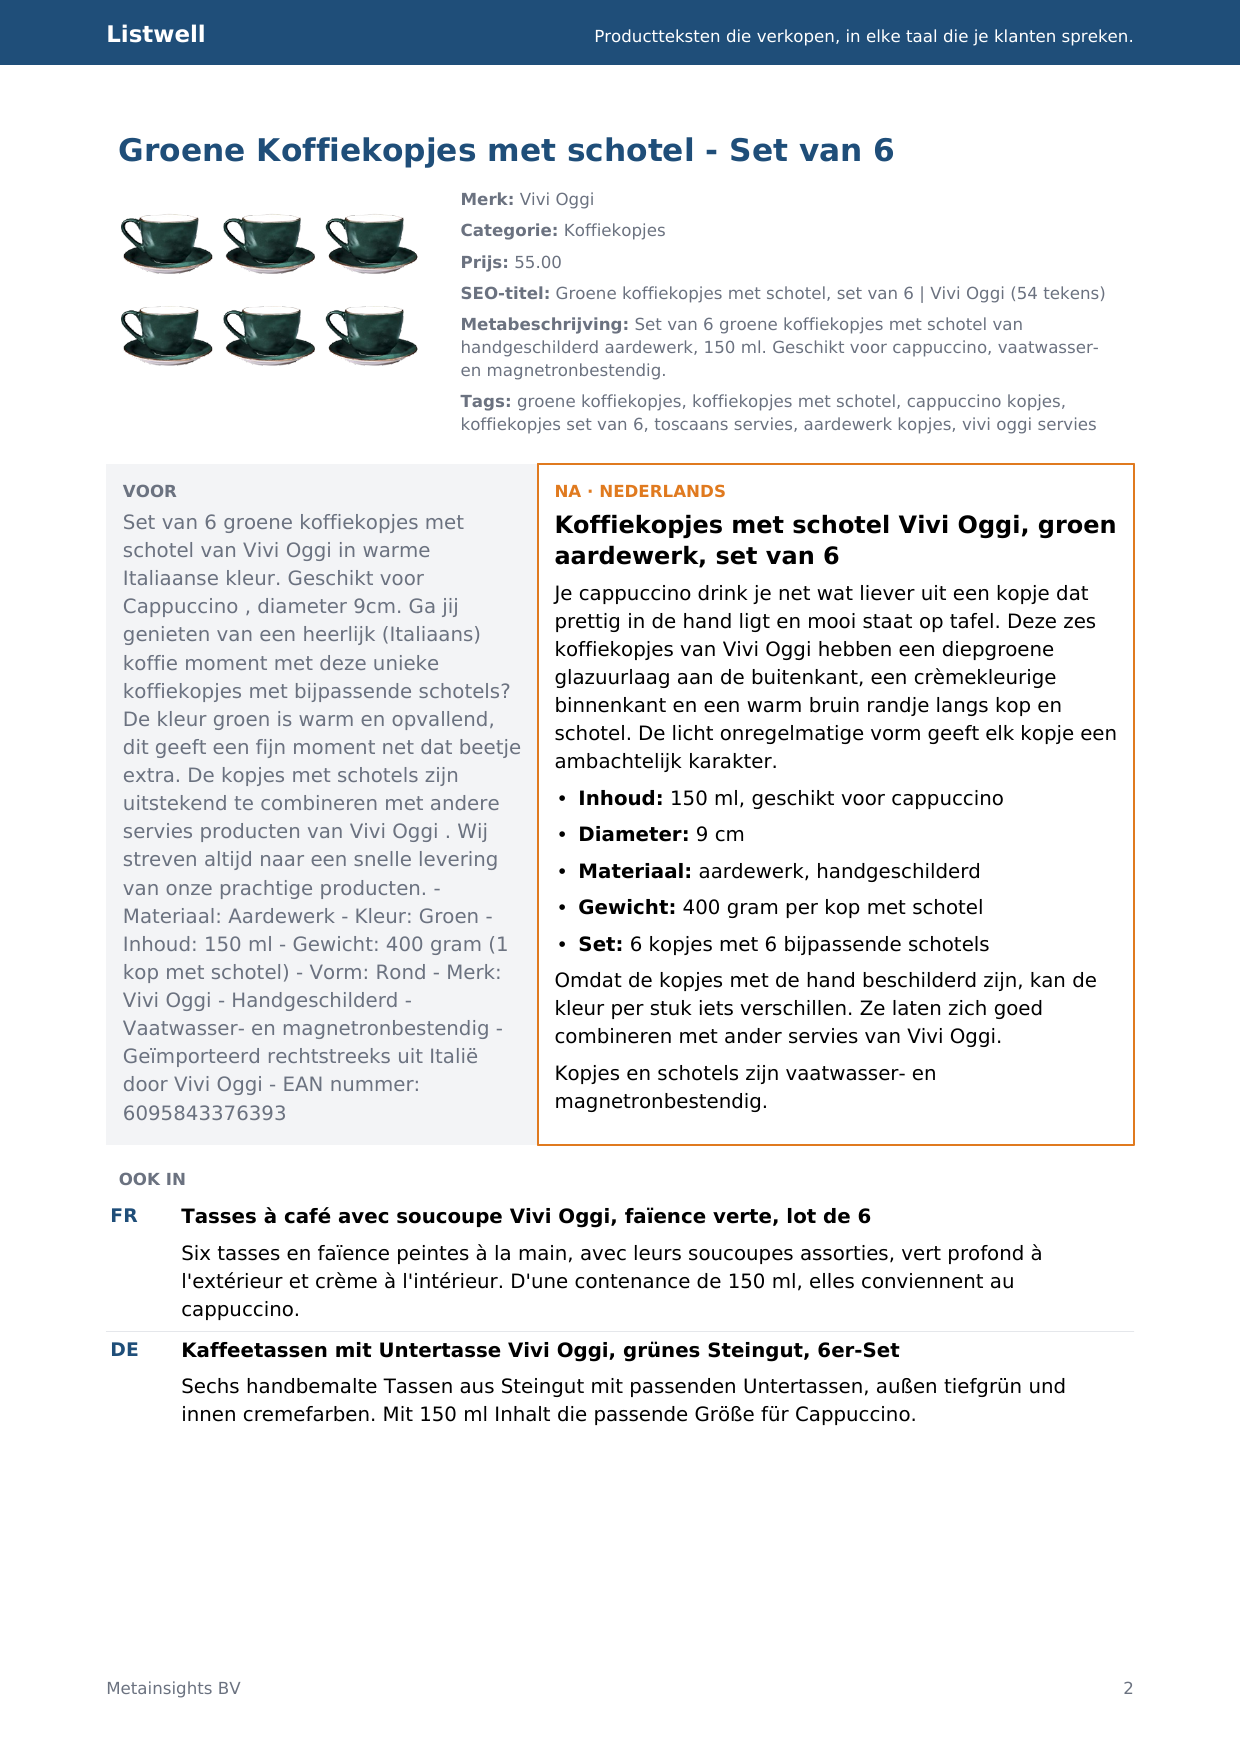 Listwell
Productteksten die verkopen, in elke taal die je klanten spreken.
Groene Koffiekopjes met schotel - Set van 6
Merk: Vivi Oggi
Categorie: Koffiekopjes
Prijs: 55.00
SEO-titel: Groene koffiekopjes met schotel, set van 6 | Vivi Oggi (54 tekens)
Metabeschrijving: Set van 6 groene koffiekopjes met schotel van
handgeschilderd aardewerk, 150 ml. Geschikt voor cappuccino, vaatwasser-
en magnetronbestendig.
Tags: groene koffiekopjes, koffiekopjes met schotel, cappuccino kopjes,
koffiekopjes set van 6, toscaans servies, aardewerk kopjes, vivi oggi servies
VOOR
Set van 6 groene koffiekopjes met
schotel van Vivi Oggi in warme
Italiaanse kleur. Geschikt voor
Cappuccino , diameter 9cm. Ga jij
genieten van een heerlijk (Italiaans)
koffie moment met deze unieke
koffiekopjes met bijpassende schotels?
De kleur groen is warm en opvallend,
dit geeft een fijn moment net dat beetje
extra. De kopjes met schotels zijn
uitstekend te combineren met andere
servies producten van Vivi Oggi . Wij
streven altijd naar een snelle levering
van onze prachtige producten. -
Materiaal: Aardewerk - Kleur: Groen -
Inhoud: 150 ml - Gewicht: 400 gram (1
kop met schotel) - Vorm: Rond - Merk:
Vivi Oggi - Handgeschilderd -
Vaatwasser- en magnetronbestendig -
Geïmporteerd rechtstreeks uit Italië
door Vivi Oggi - EAN nummer:
6095843376393
NA · NEDERLANDS
Koffiekopjes met schotel Vivi Oggi, groen
aardewerk, set van 6
Je cappuccino drink je net wat liever uit een kopje dat
prettig in de hand ligt en mooi staat op tafel. Deze zes
koffiekopjes van Vivi Oggi hebben een diepgroene
glazuurlaag aan de buitenkant, een crèmekleurige
binnenkant en een warm bruin randje langs kop en
schotel. De licht onregelmatige vorm geeft elk kopje een
ambachtelijk karakter.
• Inhoud: 150 ml, geschikt voor cappuccino
• Diameter: 9 cm
• Materiaal: aardewerk, handgeschilderd
• Gewicht: 400 gram per kop met schotel
• Set: 6 kopjes met 6 bijpassende schotels
Omdat de kopjes met de hand beschilderd zijn, kan de
kleur per stuk iets verschillen. Ze laten zich goed
combineren met ander servies van Vivi Oggi.
Kopjes en schotels zijn vaatwasser- en
magnetronbestendig.
OOK IN
FR
Tasses à café avec soucoupe Vivi Oggi, faïence verte, lot de 6
Six tasses en faïence peintes à la main, avec leurs soucoupes assorties, vert profond à
l'extérieur et crème à l'intérieur. D'une contenance de 150 ml, elles conviennent au
cappuccino.
DE
Kaffeetassen mit Untertasse Vivi Oggi, grünes Steingut, 6er-Set
Sechs handbemalte Tassen aus Steingut mit passenden Untertassen, außen tiefgrün und
innen cremefarben. Mit 150 ml Inhalt die passende Größe für Cappuccino.
Metainsights BV
2